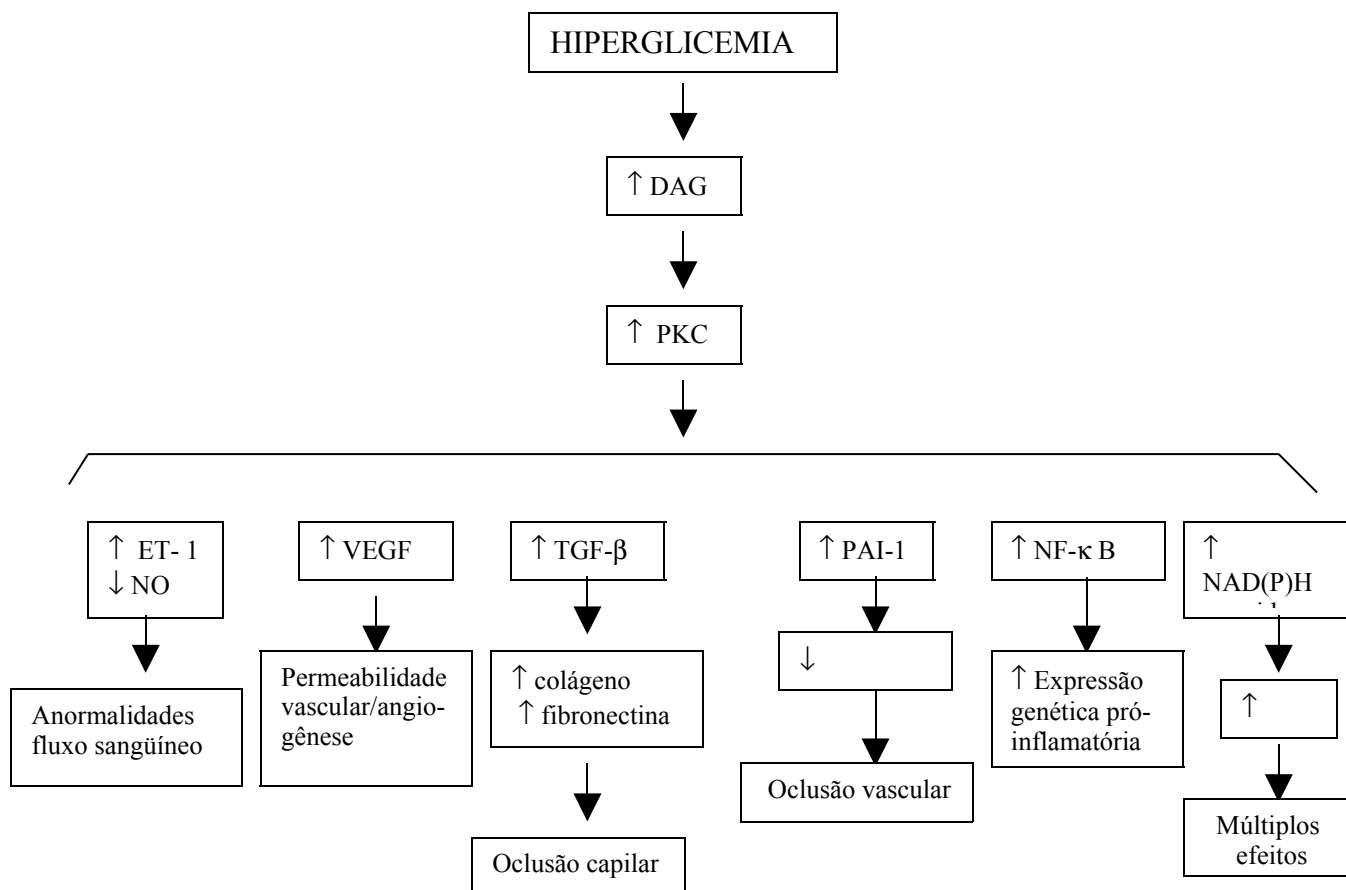 HIPERGLICEMIA
↑ DAG
↑ PKC
↑ ET- 1
↓ NO
↑ VEGF
↑ TGF-β
↑ PAI-1
↑ NF-κ B
↑
NAD(P)H
Anormalidades
fluxo sangüíneo
Permeabilidade
vascular/angio-
gênese
↑ colágeno
↑ fibronectina
↓
↑ Expressão
genética pró-
inflamatória
↑
Oclusão capilar
Oclusão vascular
Múltiplos
efeitos